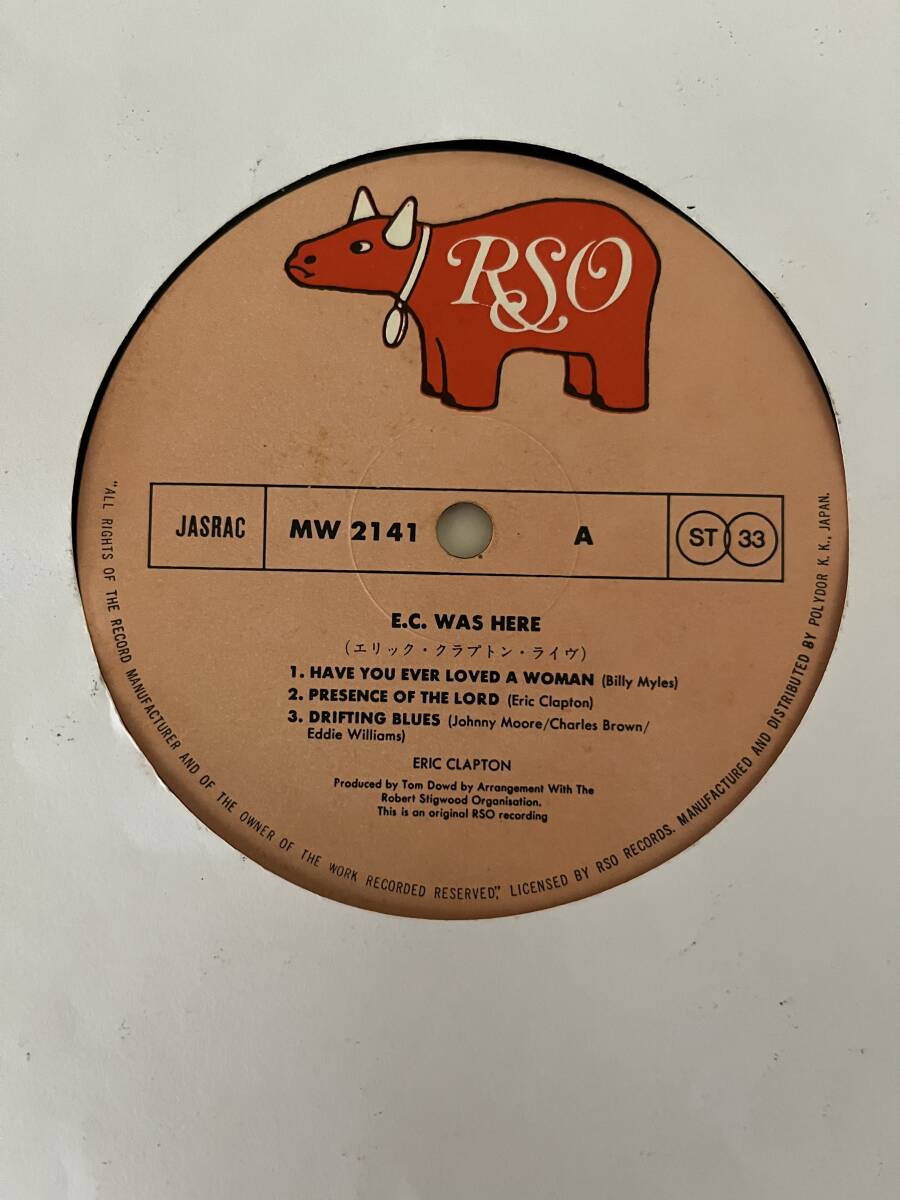 RSO
JASRAC MW 2141 A ST 33
E.C. WAS HERE
(エリック・クラプトン・ライヴ)
1. HAVE YOU EVER LOVED A WOMAN (Billy Myles)
2. PRESENCE OF THE LORD (Eric Clapton)
3. DRIFTING BLUES (Johnny Moore/Charles Brown/
Eddie Williams)
ERIC CLAPTON
Produced by Tom Dowd by Arrangement With The
Robert Stigwood Organisation.
This is an original RSO recording
"ALL RIGHTS OF THE RECORD MANUFACTURER AND OF THE OWNER OF THE WORK RECORDED RESERVED," LICENSED BY RSO RECORDS. MANUFACTURED AND DISTRIBUTED BY POLYDOR K.K., JAPAN.